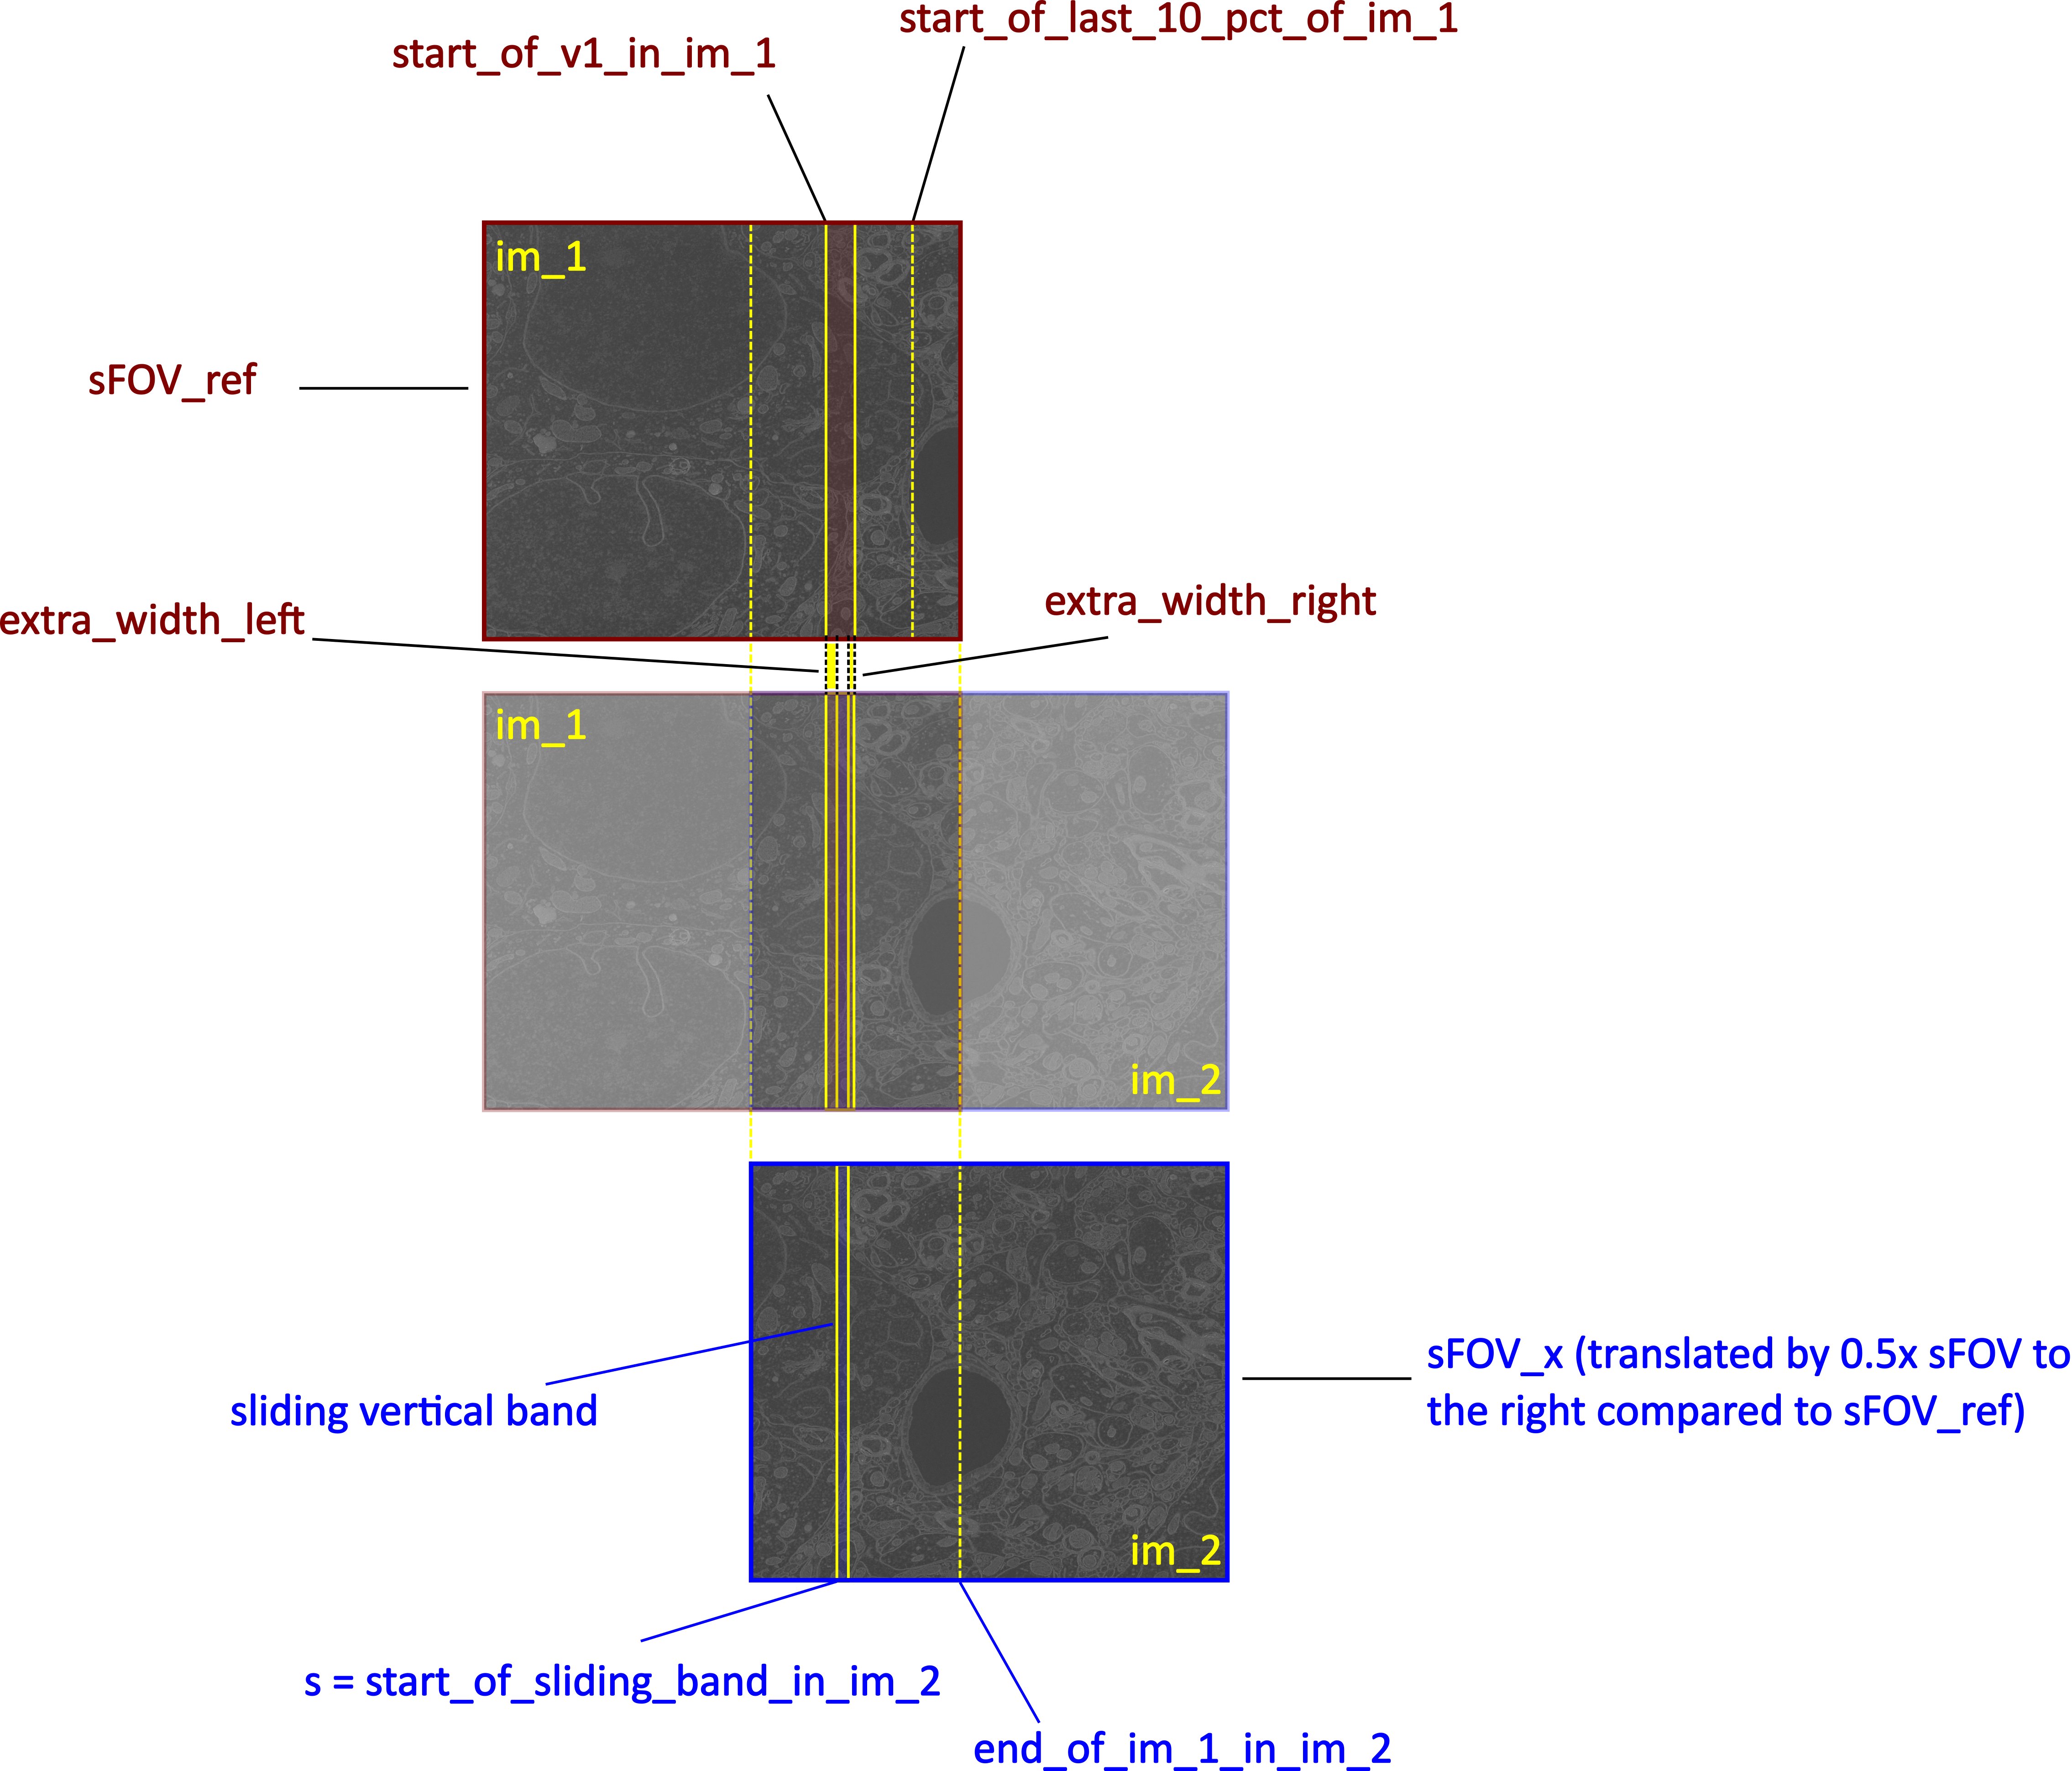 start_of_last_10_pct_of_im_1
start_of_v1_in_im_1
im_1
sFOV_ref
extra_width_right
extra_width_left
im_1
im_2
sFOV_x (translated by 0.5x sFOV to
the right compared to sFOV_ref)
sliding vertical band
im_2
s = start_of_sliding_band_in_im_2
end_of_im_1_in_im_2